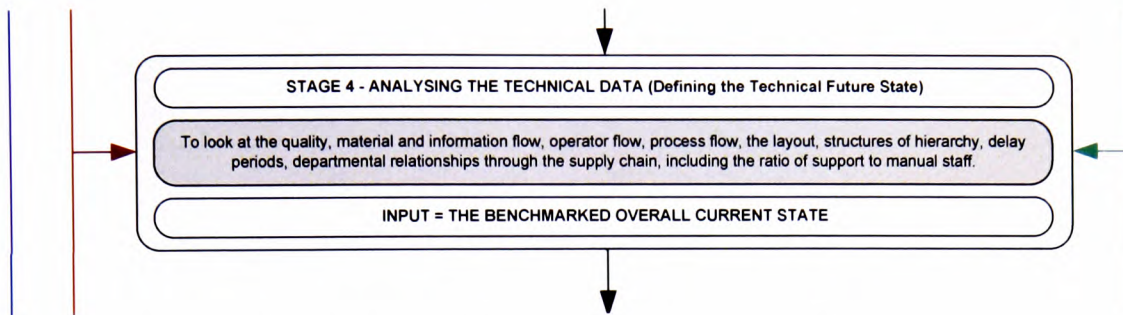 STAGE 4 - ANALYSING THE TECHNICAL DATA (Defining the Technical Future State)
To look at the quality, material and information flow, operator flow, process flow, the layout, structures of hierarchy, delay
periods, departmental relationships through the supply chain, including the ratio of support to manual staff.
INPUT = THE BENCHMARKED OVERALL CURRENT STATE